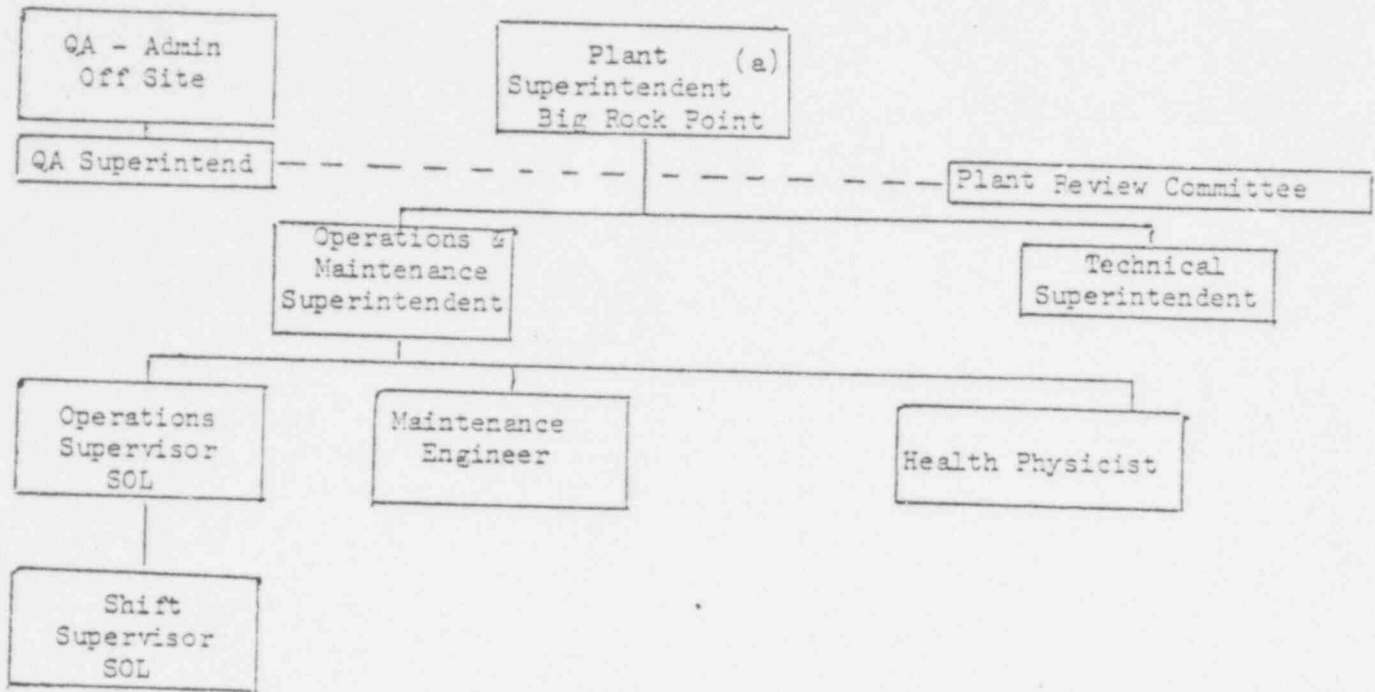 QA - Admin
Off Site
Plant (a)
Superintendent
Big Rock Point
QA Superintend
Plant Review Committee
Operations &
Maintenance
Superintendent
Technical
Superintendent
Operations
Supervisor
SOL
Maintenance
Engineer
Health Physicist
Shift
Supervisor
SOL